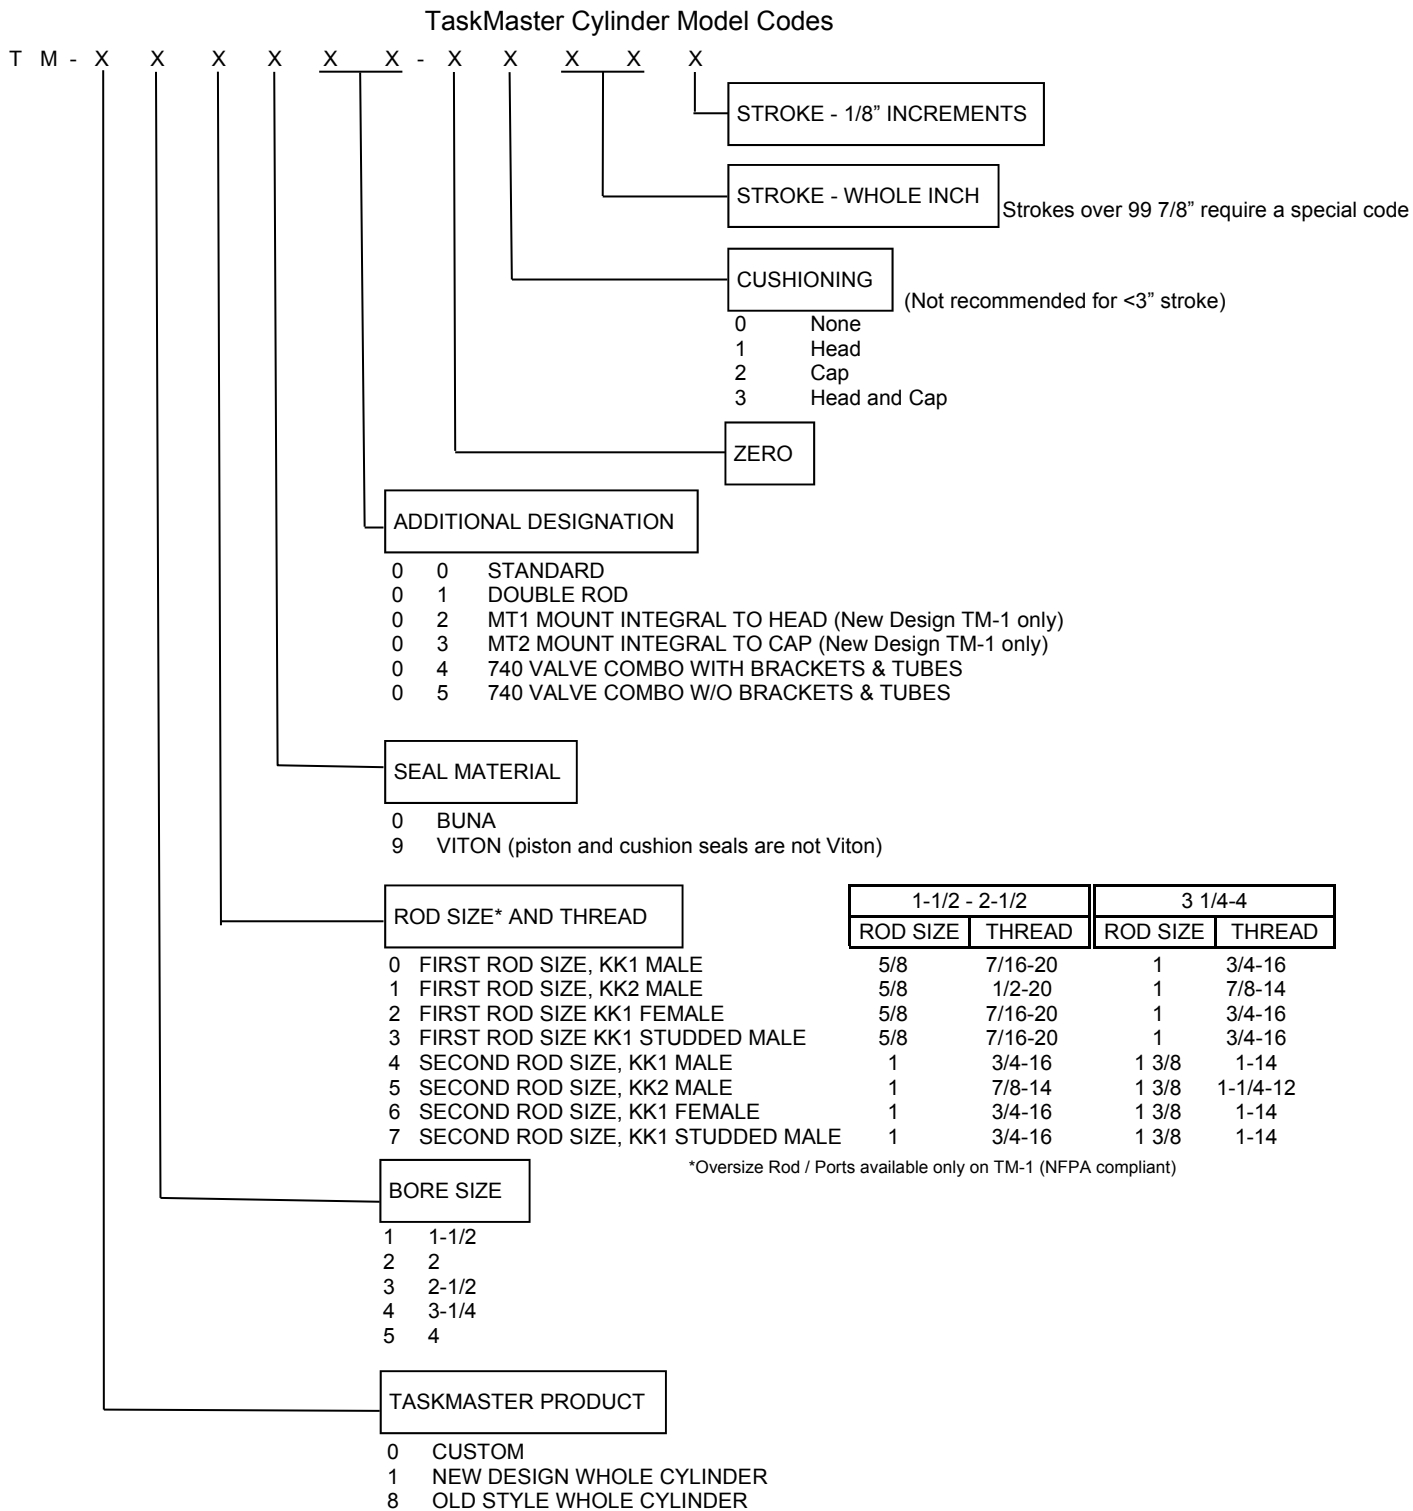 TaskMaster Cylinder Model Codes
T M - X X X X X X - X X X X X
STROKE - 1/8” INCREMENTS
STROKE - WHOLE INCH
Strokes over 99 7/8” require a special code
CUSHIONING
(Not recommended for <3” stroke)
0 None
1 Head
2 Cap
3 Head and Cap
ZERO
ADDITIONAL DESIGNATION
0 0 STANDARD
0 1 DOUBLE ROD
0 2 MT1 MOUNT INTEGRAL TO HEAD (New Design TM-1 only)
0 3 MT2 MOUNT INTEGRAL TO CAP (New Design TM-1 only)
0 4 740 VALVE COMBO WITH BRACKETS & TUBES
0 5 740 VALVE COMBO W/O BRACKETS & TUBES
SEAL MATERIAL
0 BUNA
9 VITON (piston and cushion seals are not Viton)
ROD SIZE* AND THREAD
1-1/2 - 2-1/2 3 1/4-4
ROD SIZE THREAD ROD SIZE THREAD
0 FIRST ROD SIZE, KK1 MALE 5/8 7/16-20 1 3/4-16
1 FIRST ROD SIZE, KK2 MALE 5/8 1/2-20 1 7/8-14
2 FIRST ROD SIZE KK1 FEMALE 5/8 7/16-20 1 3/4-16
3 FIRST ROD SIZE KK1 STUDDED MALE 5/8 7/16-20 1 3/4-16
4 SECOND ROD SIZE, KK1 MALE 1 3/4-16 1 3/8 1-14
5 SECOND ROD SIZE, KK2 MALE 1 7/8-14 1 3/8 1-1/4-12
6 SECOND ROD SIZE, KK1 FEMALE 1 3/4-16 1 3/8 1-14
7 SECOND ROD SIZE, KK1 STUDDED MALE 1 3/4-16 1 3/8 1-14
*Oversize Rod / Ports available only on TM-1 (NFPA compliant)
BORE SIZE
1 1-1/2
2 2
3 2-1/2
4 3-1/4
5 4
TASKMASTER PRODUCT
0 CUSTOM
1 NEW DESIGN WHOLE CYLINDER
8 OLD STYLE WHOLE CYLINDER